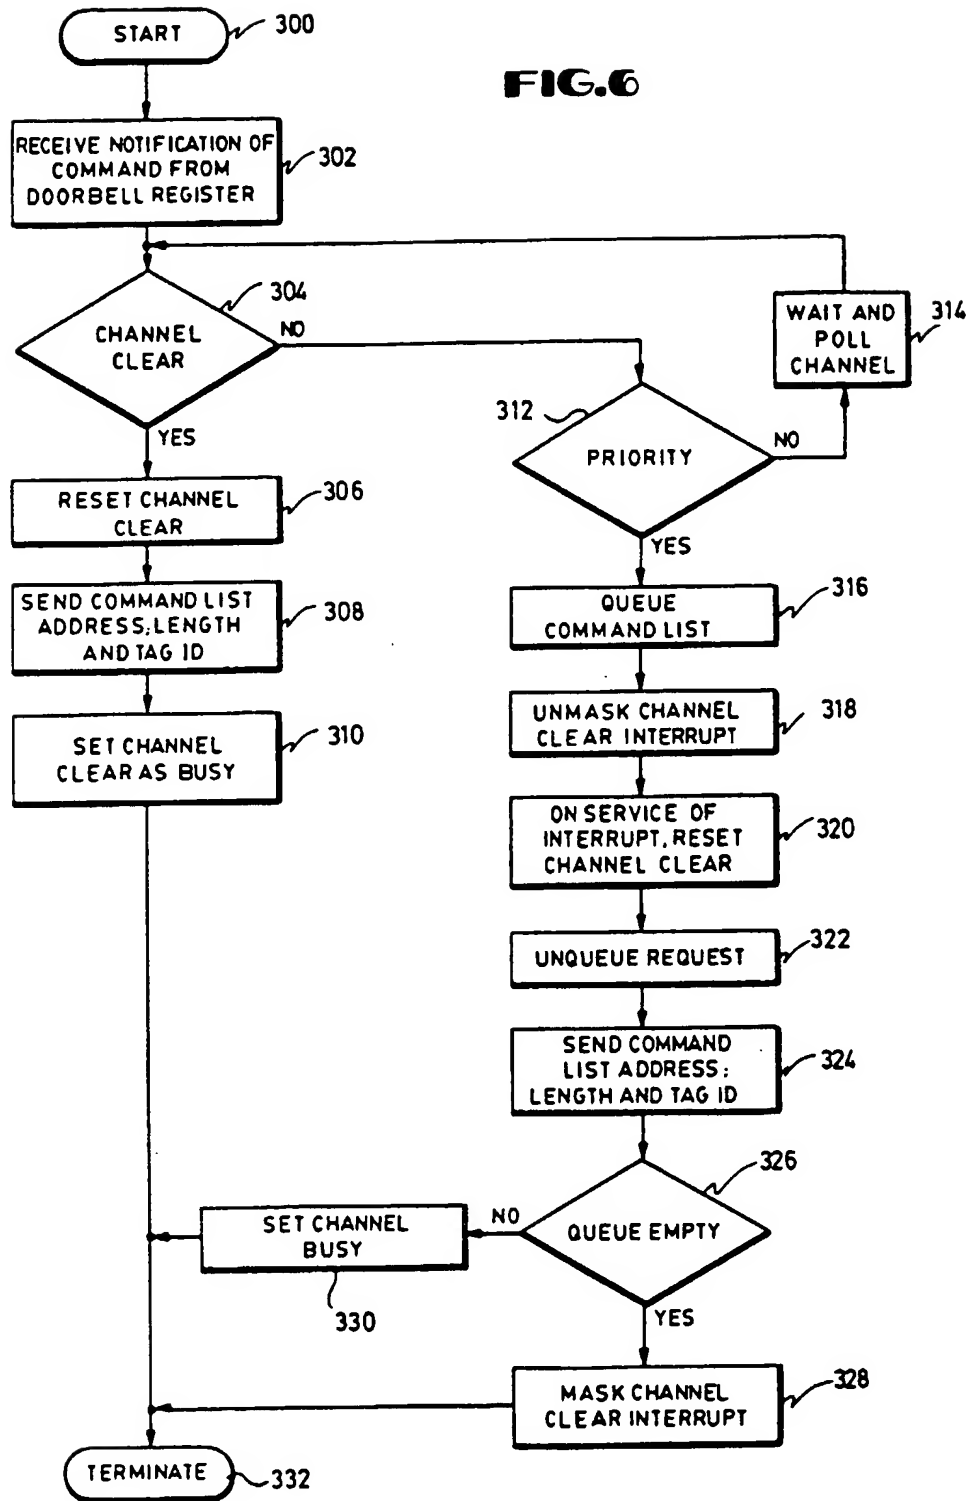 START
300
FIG.6
RECEIVE NOTIFICATION OF
COMMAND FROM
DOORBELL REGISTER
302
CHANNEL
CLEAR
304
NO
YES
WAIT AND
POLL
CHANNEL
314
312
PRIORITY
NO
YES
RESET CHANNEL
CLEAR
306
SEND COMMAND LIST
ADDRESS; LENGTH
AND TAG ID
308
SET CHANNEL
CLEAR AS BUSY
310
QUEUE
COMMAND LIST
316
UNMASK CHANNEL
CLEAR INTERRUPT
318
ON SERVICE OF
INTERRUPT, RESET
CHANNEL CLEAR
320
UNQUEUE REQUEST
322
SEND COMMAND
LIST ADDRESS;
LENGTH AND TAG ID
324
326
QUEUE EMPTY
NO
YES
SET CHANNEL
BUSY
330
MASK CHANNEL
CLEAR INTERRUPT
328
TERMINATE
332